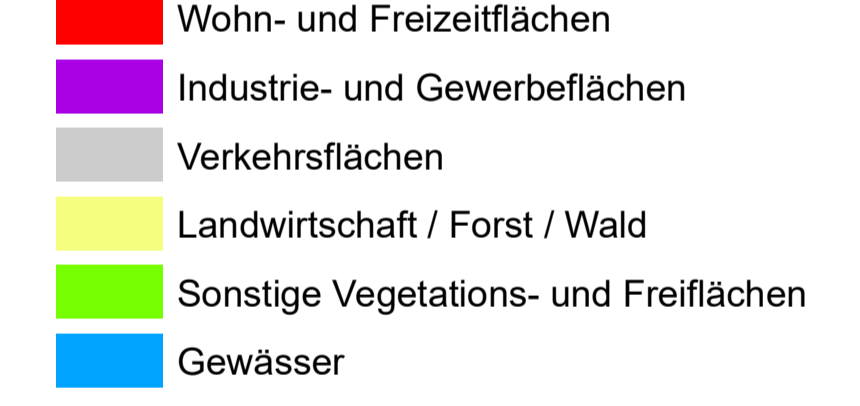 Wohn- und Freizeitflächen
Industrie- und Gewerbeflächen
Verkehrsflächen
Landwirtschaft / Forst / Wald
Sonstige Vegetations- und Freiflächen
Gewässer